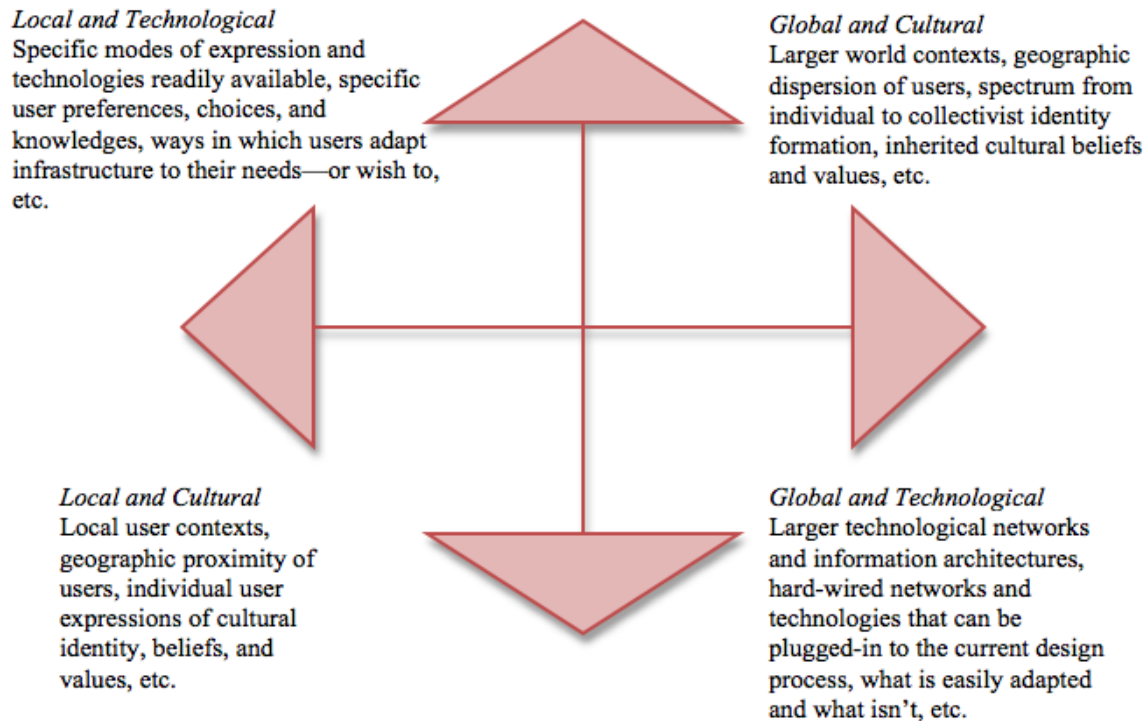 Local and Technological
Specific modes of expression and
technologies readily available, specific
user preferences, choices, and
knowledges, ways in which users adapt
infrastructure to their needs—or wish to,
etc.
Global and Cultural
Larger world contexts, geographic
dispersion of users, spectrum from
individual to collectivist identity
formation, inherited cultural beliefs
and values, etc.
Local and Cultural
Local user contexts,
geographic proximity of
users, individual user
expressions of cultural
identity, beliefs, and
values, etc.
Global and Technological
Larger technological networks
and information architectures,
hard-wired networks and
technologies that can be
plugged-in to the current design
process, what is easily adapted
and what isn't, etc.